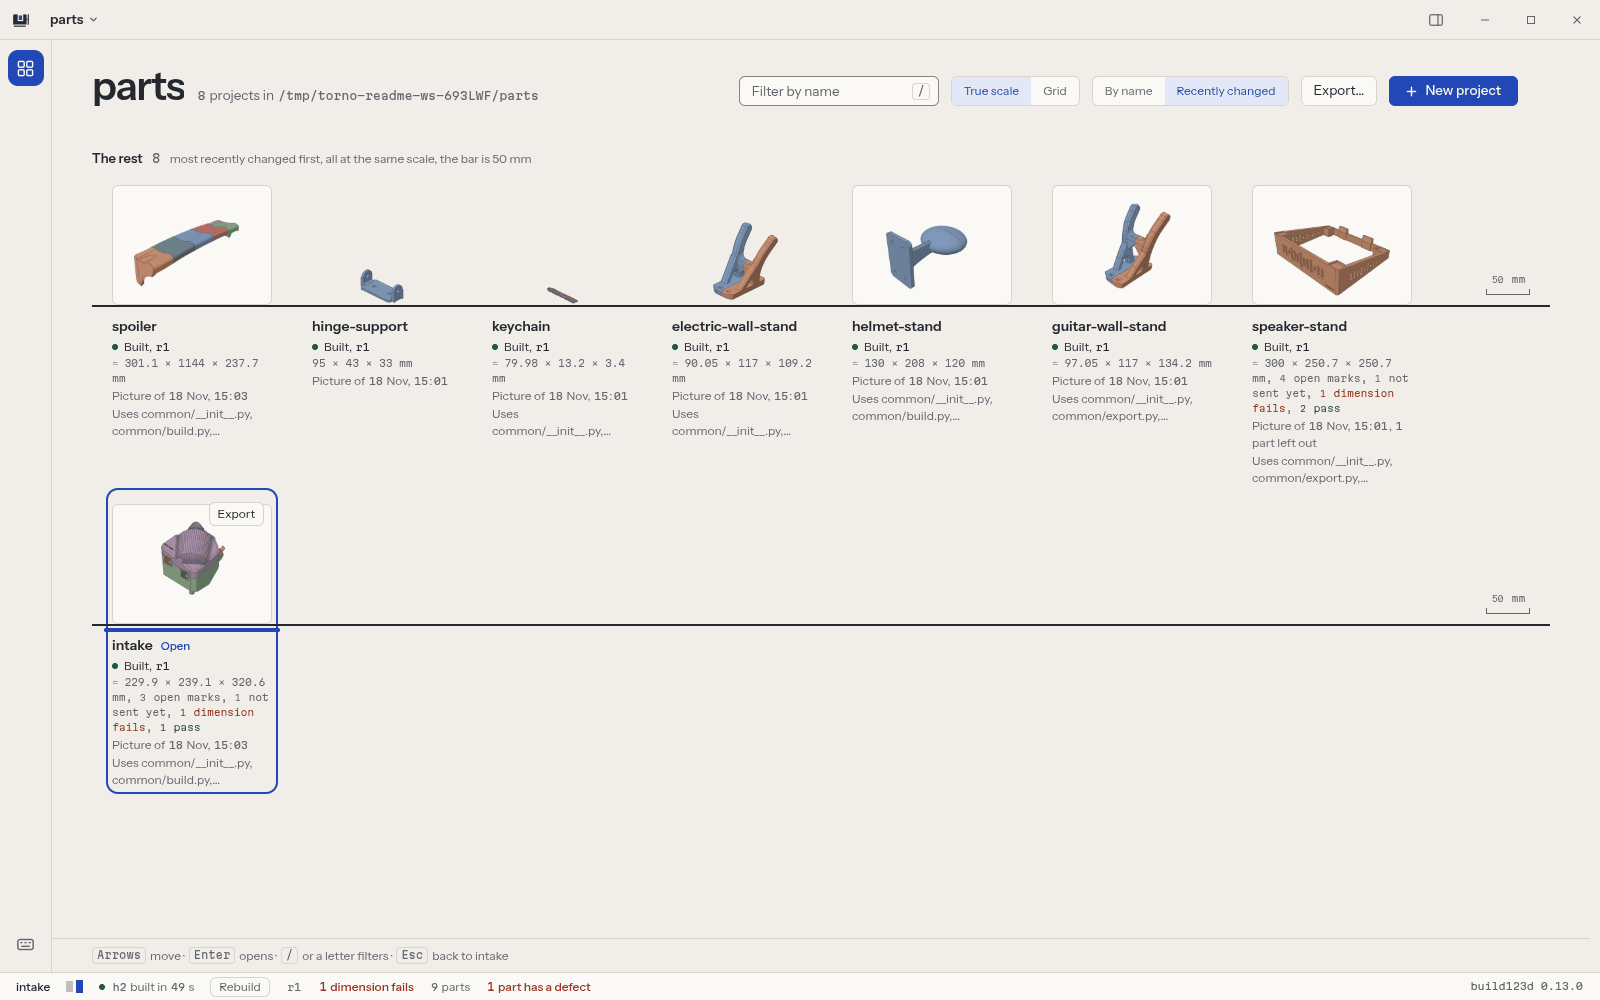 parts
parts 8 projects in /tmp/torno-readme-ws-693LWF/parts
Filter by name /
True scale Grid
By name Recently changed
Export...
+ New project
The rest 8 most recently changed first, all at the same scale, the bar is 50 mm
50 mm
spoiler
Built, r1
≈ 301.1 × 1144 × 237.7
mm
Picture of 18 Nov, 15:03
Uses common/__init__.py,
common/build.py,...
hinge-support
Built, r1
95 × 43 × 33 mm
Picture of 18 Nov, 15:01
keychain
Built, r1
≈ 79.98 × 13.2 × 3.4
mm
Picture of 18 Nov, 15:01
Uses
common/__init__.py,...
electric-wall-stand
Built, r1
≈ 90.05 × 117 × 109.2
mm
Picture of 18 Nov, 15:01
Uses
common/__init__.py,...
helmet-stand
Built, r1
≈ 130 × 208 × 120 mm
Picture of 18 Nov, 15:01
Uses common/__init__.py,
common/build.py,...
guitar-wall-stand
Built, r1
≈ 97.05 × 117 × 134.2 mm
Picture of 18 Nov, 15:01
Uses common/__init__.py,
common/export.py,...
speaker-stand
Built, r1
≈ 300 × 250.7 × 250.7
mm, 4 open marks, 1 not
sent yet, 1 dimension
fails, 2 pass
Picture of 18 Nov, 15:01, 1
part left out
Uses common/__init__.py,
common/export.py,...
Export
50 mm
intake Open
Built, r1
≈ 229.9 × 239.1 × 320.6
mm, 3 open marks, 1 not
sent yet, 1 dimension
fails, 1 pass
Picture of 18 Nov, 15:03
Uses common/__init__.py,
common/build.py,...
Arrows move · Enter opens · / or a letter filters · Esc back to intake
intake h2 built in 49 s Rebuild r1 1 dimension fails 9 parts 1 part has a defect build123d 0.13.0